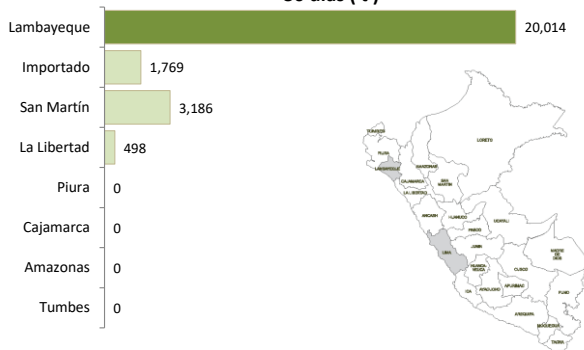 30 días ( t )
Lambayeque 20,014
Importado 1,769
San Martín 3,186
La Libertad 498
Piura 0
Cajamarca 0
Amazonas 0
Tumbes 0
TUMBES
PIURA
LORETO
LAMBAYEQUE
AMAZONAS
CAJAMARCA
SAN MARTIN
LA LIBERTAD
ANCASH
HUANUCO
UCAYALI
PASCO
JUNIN
LIMA
MADRE DE DIOS
HUANCAVELICA
CUSCO
ICA
AYACUCHO
APURIMAC
PUNO
AREQUIPA
MOQUEGUA
TACNA